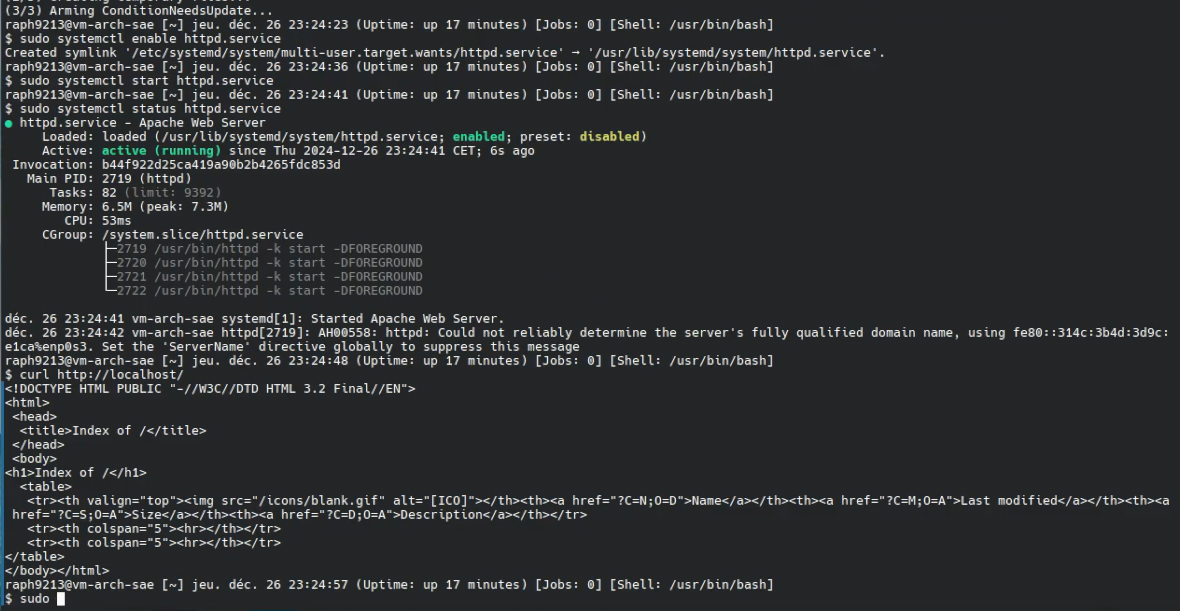 (3/3) Arming ConditionNeedsUpdate...
raph9213@vm-arch-sae [~] jeu. déc. 26 23:24:23 (Uptime: up 17 minutes) [Jobs: 0] [Shell: /usr/bin/bash]
$ sudo systemctl enable httpd.service
Created symlink '/etc/systemd/system/multi-user.target.wants/httpd.service' → '/usr/lib/systemd/system/httpd.service'.
raph9213@vm-arch-sae [~] jeu. déc. 26 23:24:36 (Uptime: up 17 minutes) [Jobs: 0] [Shell: /usr/bin/bash]
$ sudo systemctl start httpd.service
raph9213@vm-arch-sae [~] jeu. déc. 26 23:24:41 (Uptime: up 17 minutes) [Jobs: 0] [Shell: /usr/bin/bash]
$ sudo systemctl status httpd.service
● httpd.service - Apache Web Server
     Loaded: loaded (/usr/lib/systemd/system/httpd.service; enabled; preset: disabled)
     Active: active (running) since Thu 2024-12-26 23:24:41 CET; 6s ago
 Invocation: b44f922d25ca419a90b2b4265fdc853d
   Main PID: 2719 (httpd)
      Tasks: 82 (limit: 9392)
     Memory: 6.5M (peak: 7.3M)
        CPU: 53ms
     CGroup: /system.slice/httpd.service
             ├─2719 /usr/bin/httpd -k start -DFOREGROUND
             ├─2720 /usr/bin/httpd -k start -DFOREGROUND
             ├─2721 /usr/bin/httpd -k start -DFOREGROUND
             └─2722 /usr/bin/httpd -k start -DFOREGROUND
déc. 26 23:24:41 vm-arch-sae systemd[1]: Started Apache Web Server.
déc. 26 23:24:42 vm-arch-sae httpd[2719]: AH00558: httpd: Could not reliably determine the server's fully qualified domain name, using fe80::314c:3b4d:3d9c:
e1ca%enp0s3. Set the 'ServerName' directive globally to suppress this message
raph9213@vm-arch-sae [~] jeu. déc. 26 23:24:48 (Uptime: up 17 minutes) [Jobs: 0] [Shell: /usr/bin/bash]
$ curl http://localhost/
<!DOCTYPE HTML PUBLIC "-//W3C//DTD HTML 3.2 Final//EN">
<html>
 <head>
  <title>Index of /</title>
 </head>
 <body>
<h1>Index of /</h1>
  <table>
   <tr><th valign="top"><img src="/icons/blank.gif" alt="[ICO]"></th><th><a href="?C=N;O=D">Name</a></th><th><a href="?C=M;O=A">Last modified</a></th><th><a
 href="?C=S;O=A">Size</a></th><th><a href="?C=D;O=A">Description</a></th></tr>
   <tr><th colspan="5"><hr></th></tr>
   <tr><th colspan="5"><hr></th></tr>
</table>
</body></html>
raph9213@vm-arch-sae [~] jeu. déc. 26 23:24:57 (Uptime: up 17 minutes) [Jobs: 0] [Shell: /usr/bin/bash]
$ sudo